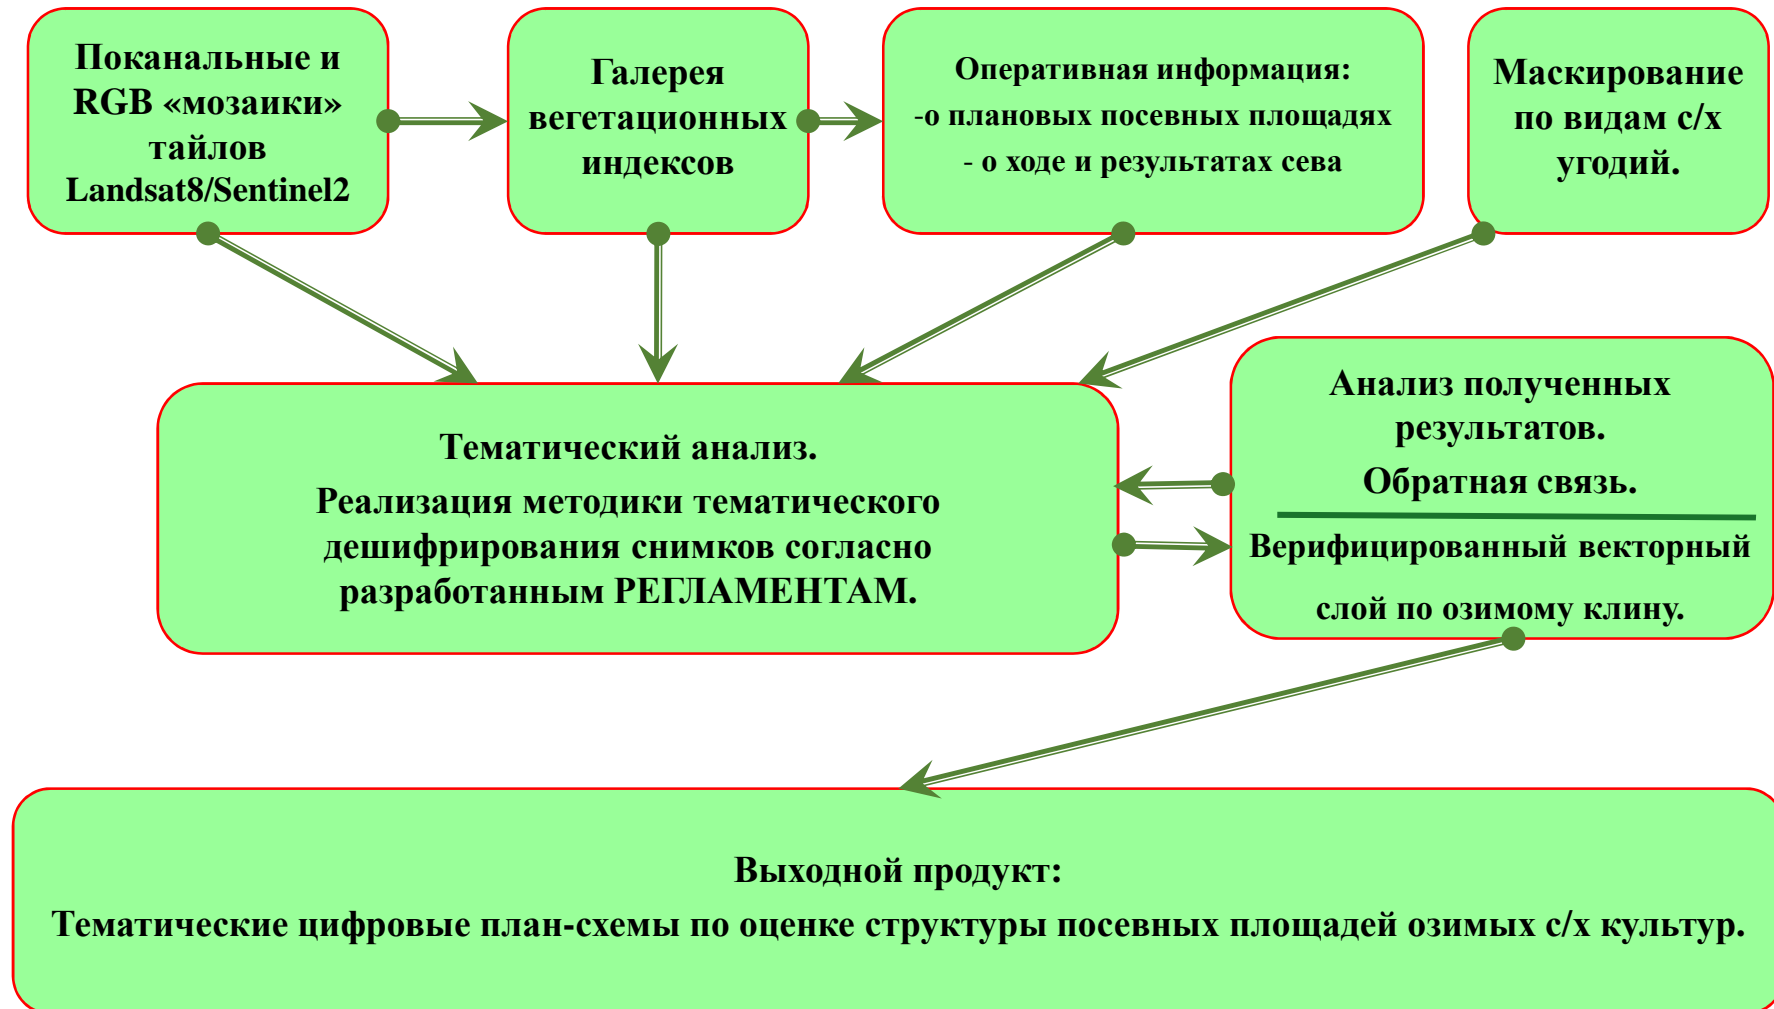 Поканальные и
RGB «мозаики»
тайлов
Landsat8/Sentinel2
Галерея
вегетационных
индексов
Оперативная информация:
-о плановых посевных площадях
- о ходе и результатах сева
Маскирование
по видам с/х
угодий.
Тематический анализ.
Реализация методики тематического
дешифрирования снимков согласно
разработанным РЕГЛАМЕНТАМ.
Анализ полученных
результатов.
Обратная связь.
Верифицированный векторный
слой по озимому клину.
Выходной продукт:
Тематические цифровые план-схемы по оценке структуры посевных площадей озимых с/х культур.